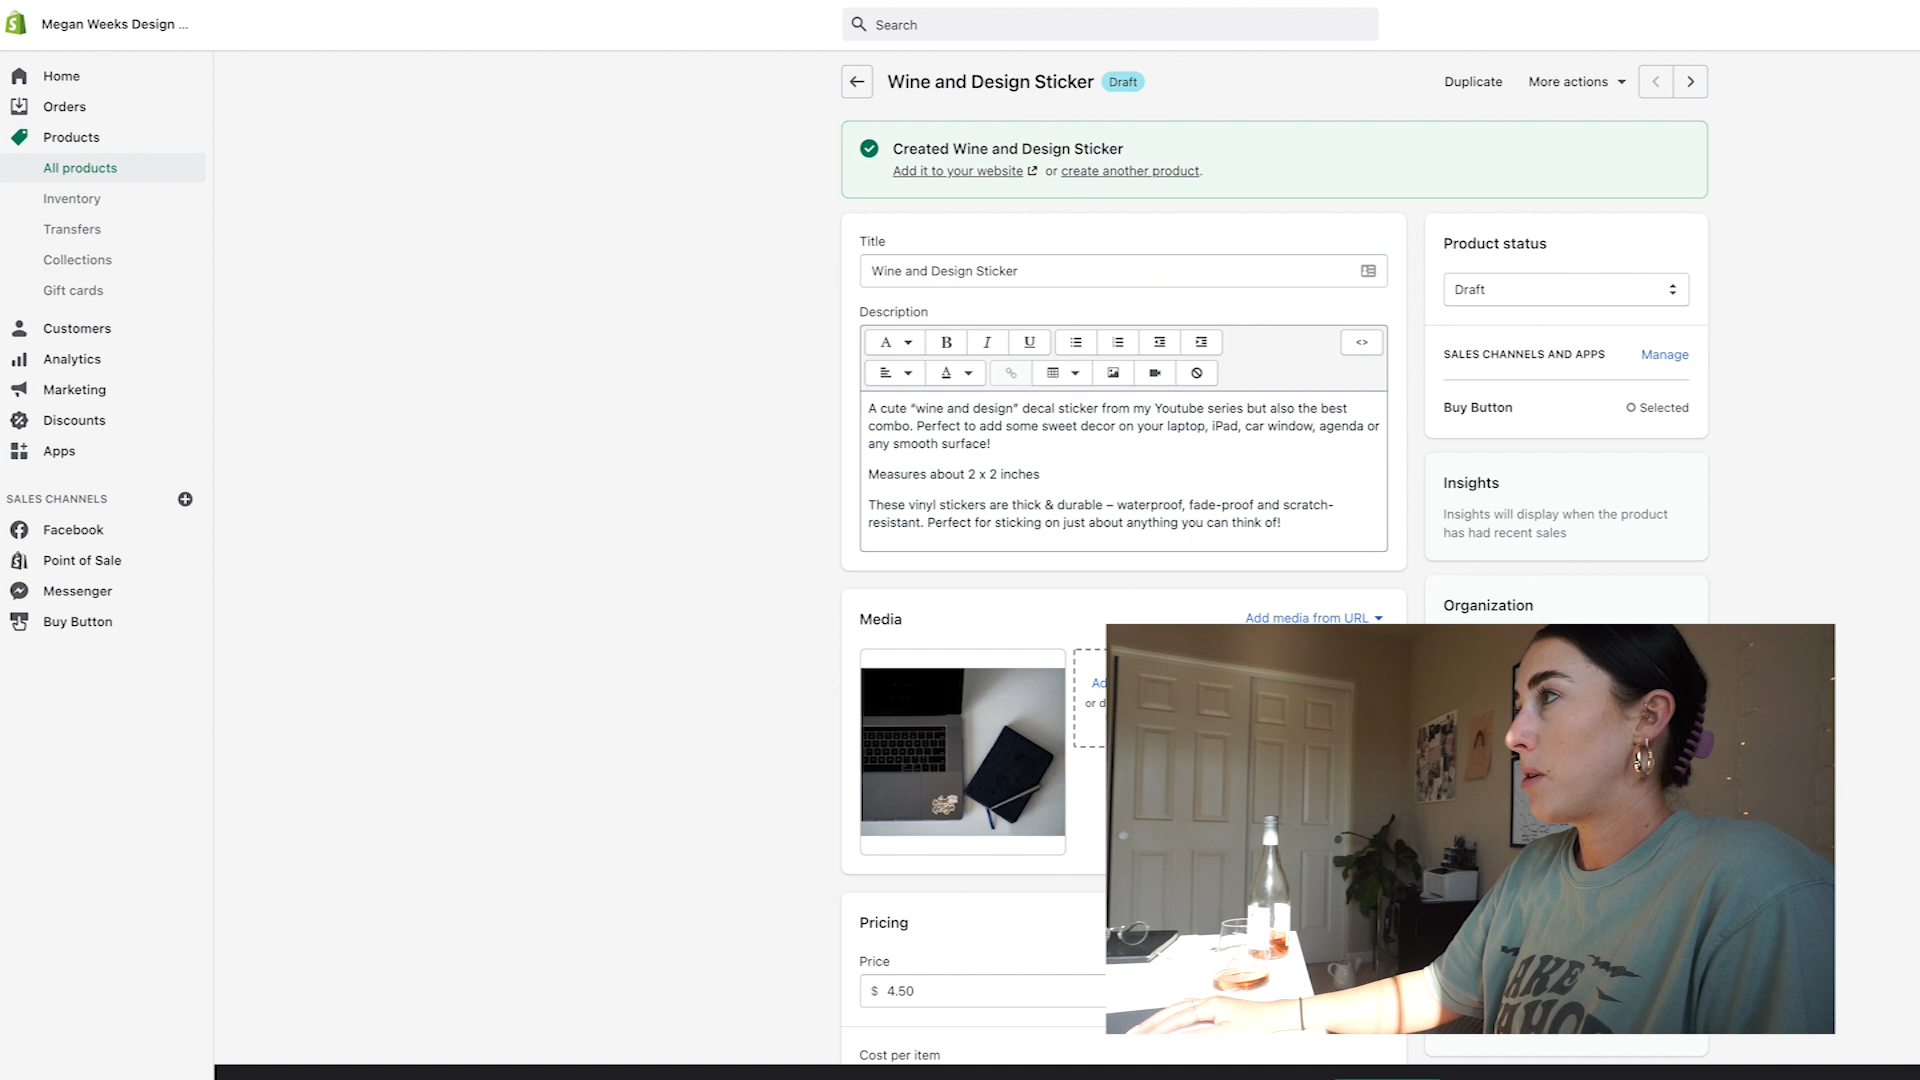 Megan Weeks Design ...
Search
Home
Orders
Products
All products
Inventory
Transfers
Collections
Gift cards
Customers
Analytics
Marketing
Discounts
Apps
SALES CHANNELS
Facebook
Point of Sale
Messenger
Buy Button
Wine and Design Sticker
Draft
Duplicate
More actions
Created Wine and Design Sticker
Add it to your website or create another product.
Title
Wine and Design Sticker
Description
A
B
I
U
<>
A
A cute “wine and design” decal sticker from my Youtube series but also the best
combo. Perfect to add some sweet decor on your laptop, iPad, car window, agenda or
any smooth surface!
Measures about 2 x 2 inches
These vinyl stickers are thick & durable – waterproof, fade-proof and scratch-
resistant. Perfect for sticking on just about anything you can think of!
Media
Add media from URL
Ad
or d
Pricing
Price
$ 4.50
Cost per item
Product status
Draft
SALES CHANNELS AND APPS
Manage
Buy Button
Selected
Insights
Insights will display when the product
has had recent sales
Organization